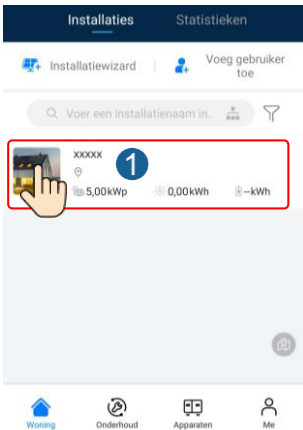 Installaties Statistieken
Installatiewizard
Voeg gebruiker
toe
Voer een installatienaam in.
xxxxx
1
5,00kWp 0,00kWh --kWh
Woning Onderhoud Apparaten Me